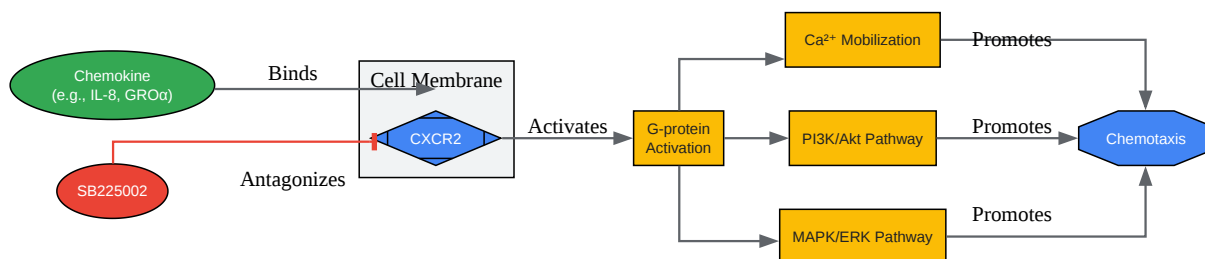 Chemokine
(e.g., IL-8, GROα)
Binds
Cell Membrane
CXCR2
SB225002
Antagonizes
Activates
G-protein
Activation
Ca²⁺ Mobilization
Promotes
PI3K/Akt Pathway
Promotes
MAPK/ERK Pathway
Promotes
Chemotaxis